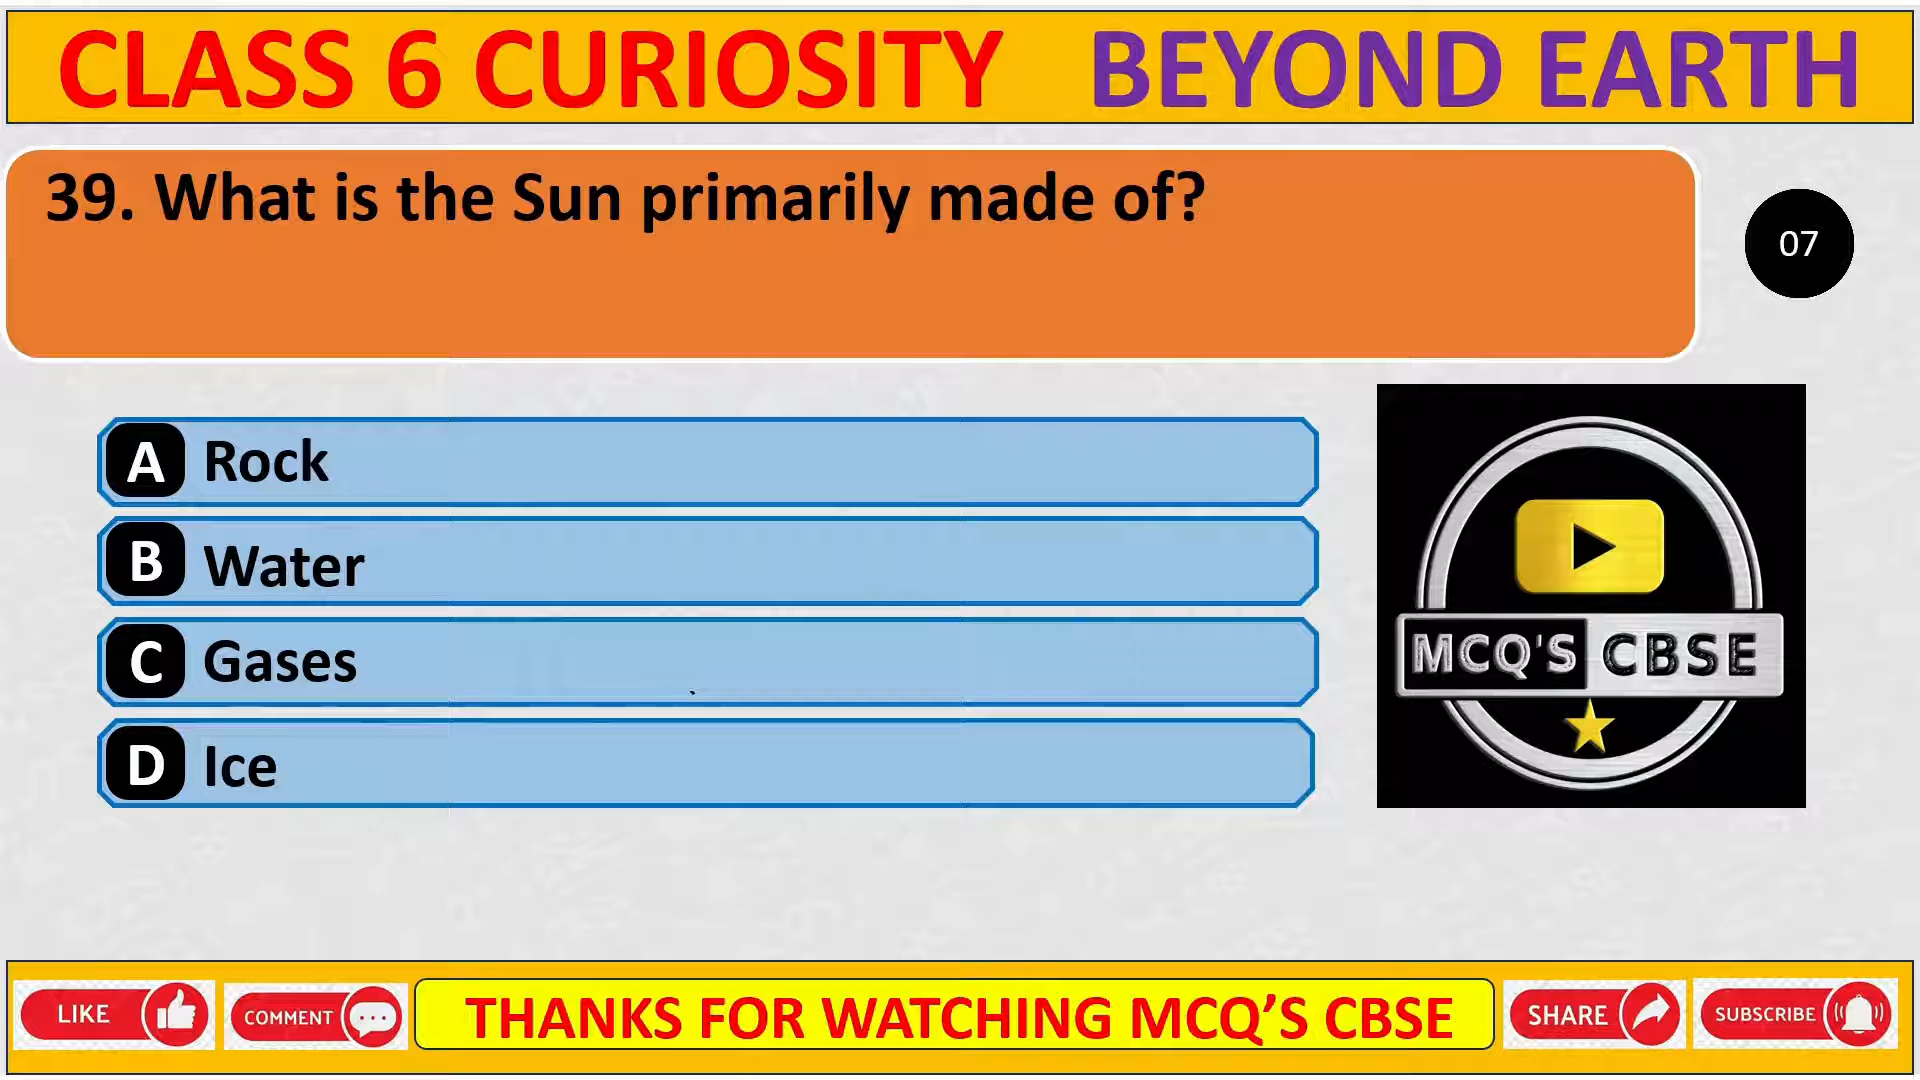 CLASS 6 CURIOSITY BEYOND EARTH
39. What is the Sun primarily made of?
07
A Rock
B Water
C Gases
D Ice
MCQ'S CBSE
LIKE
COMMENT
THANKS FOR WATCHING MCQ’S CBSE
SHARE
SUBSCRIBE